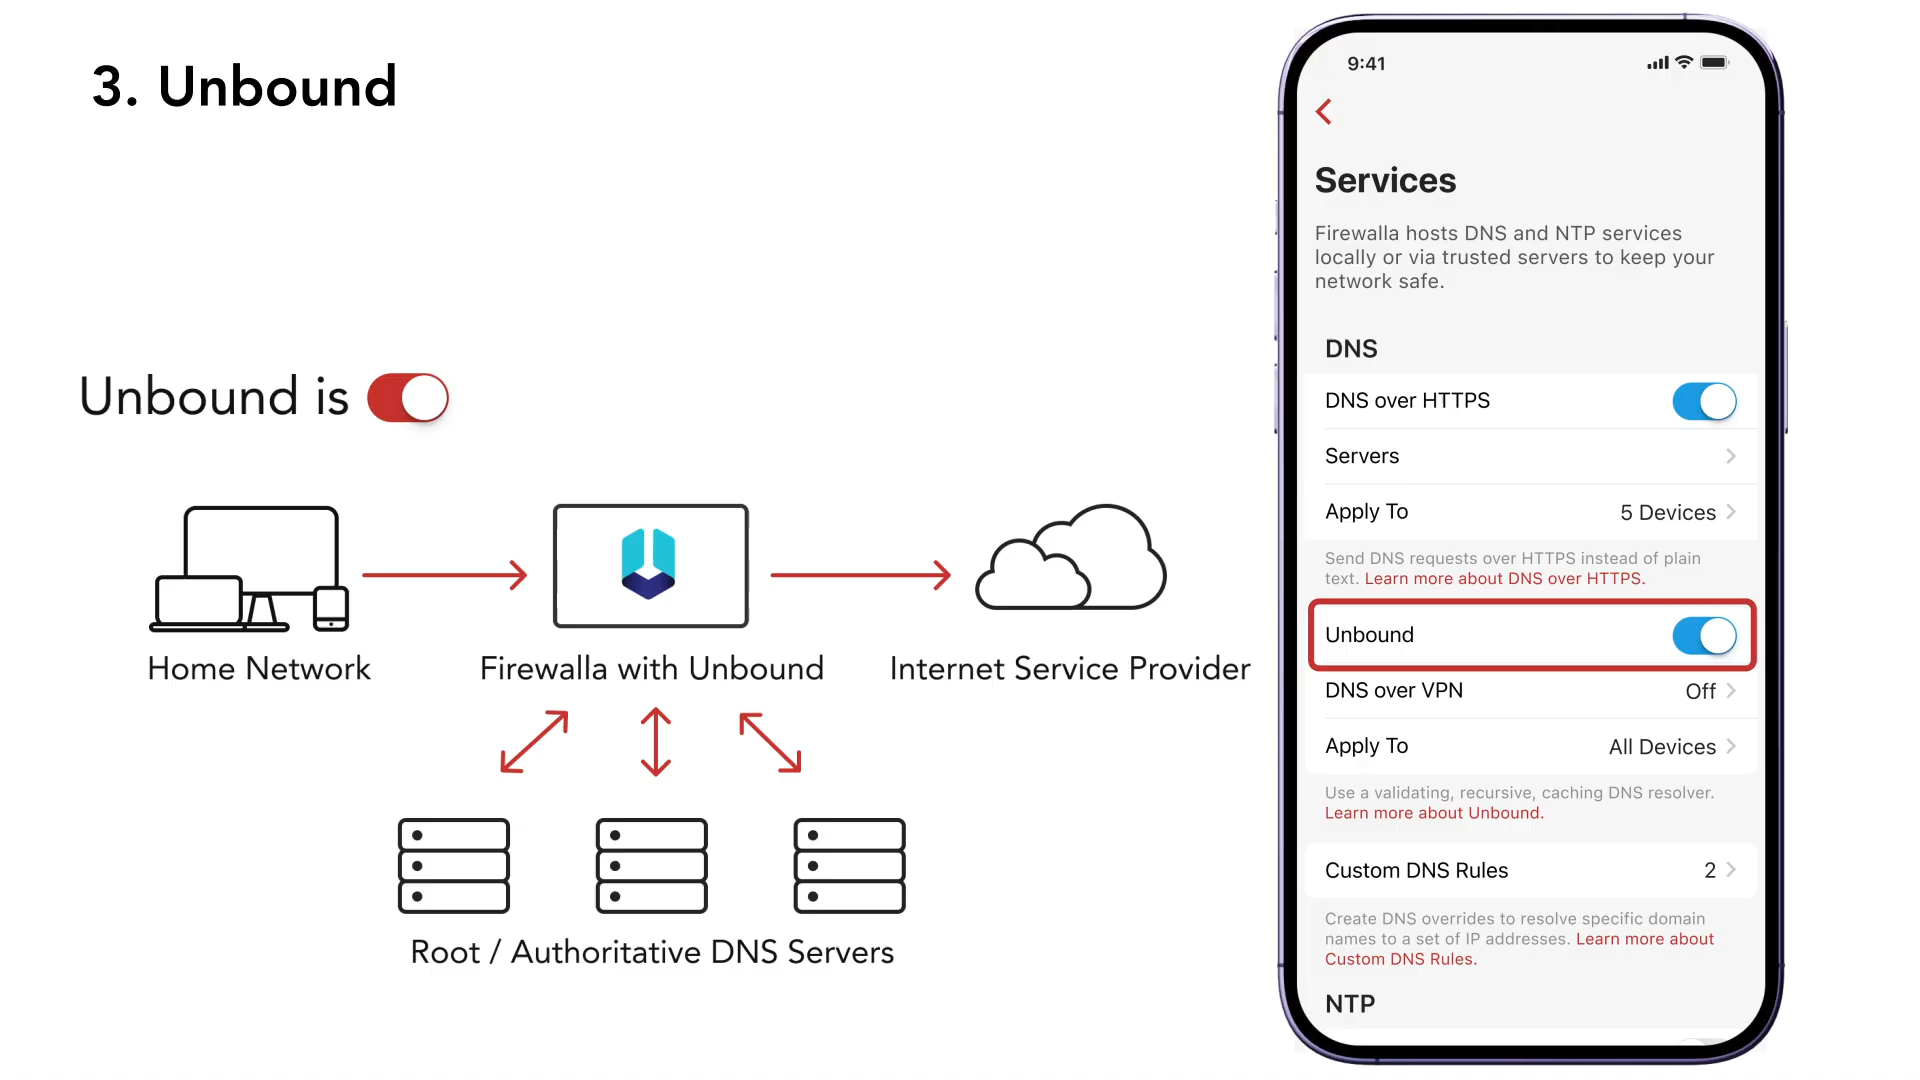 3. Unbound
Unbound is
Home Network
Firewalla with Unbound
Internet Service Provider
Root / Authoritative DNS Servers
9:41
Services
Firewalla hosts DNS and NTP services
locally or via trusted servers to keep your
network safe.
DNS
DNS over HTTPS
Servers
Apply To 5 Devices
Send DNS requests over HTTPS instead of plain
text. Learn more about DNS over HTTPS.
Unbound
DNS over VPN Off
Apply To All Devices
Use a validating, recursive, caching DNS resolver.
Learn more about Unbound.
Custom DNS Rules 2
Create DNS overrides to resolve specific domain
names to a set of IP addresses. Learn more about
Custom DNS Rules.
NTP